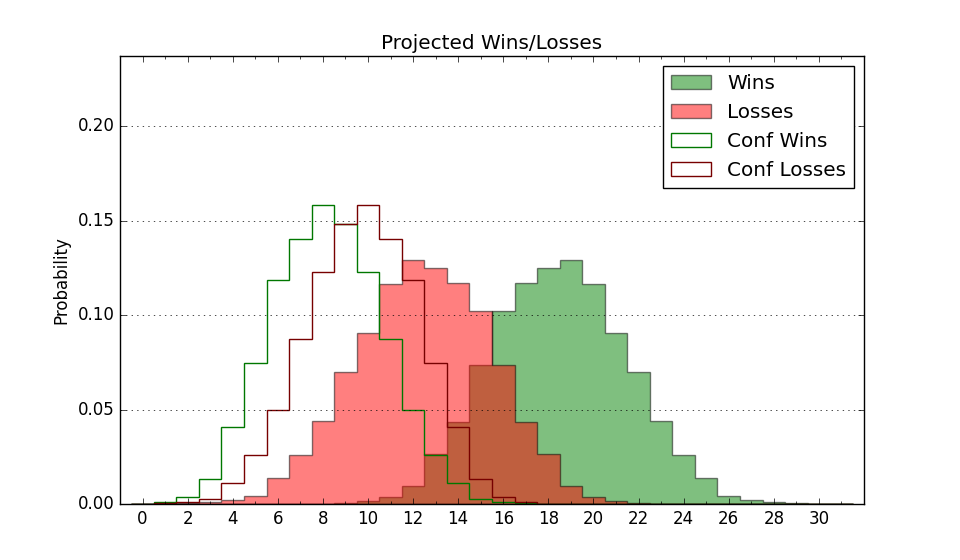 Projected Wins/Losses
Wins
Losses
Conf Wins
Conf Losses
Probability
0.20
0.15
0.10
0.05
0.00
0 2 4 6 8 10 12 14 16 18 20 22 24 26 28 30